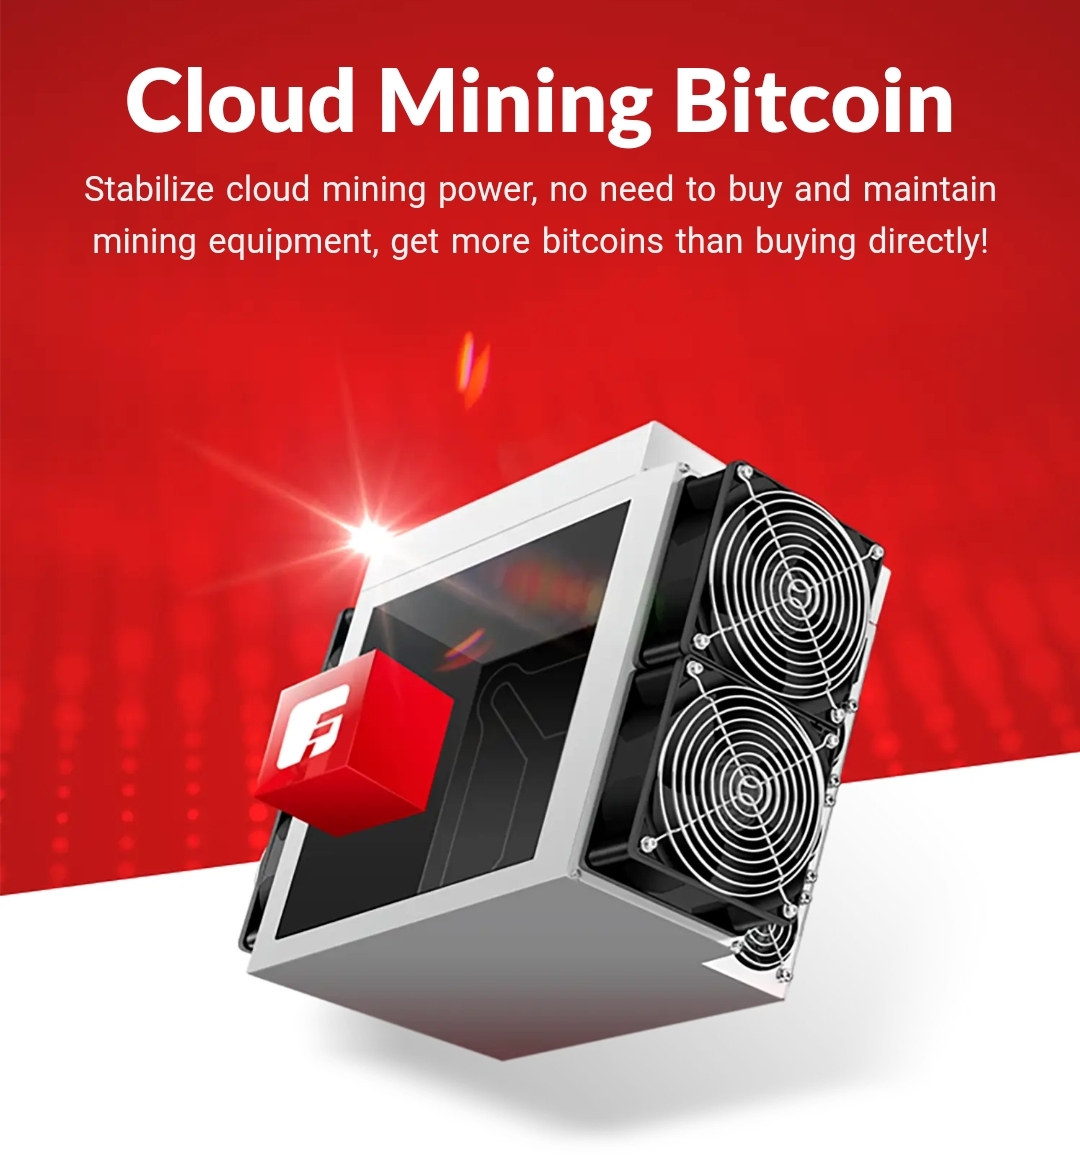 Cloud Mining Bitcoin
Stabilize cloud mining power, no need to buy and maintain
mining equipment, get more bitcoins than buying directly!